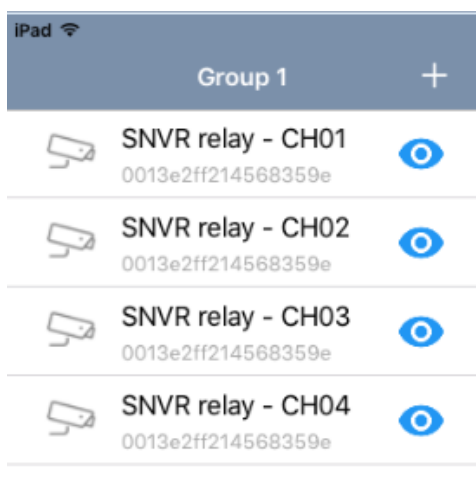 iPad
Group 1
SNVR relay - CH01
0013e2ff214568359e
SNVR relay - CH02
0013e2ff214568359e
SNVR relay - CH03
0013e2ff214568359e
SNVR relay - CH04
0013e2ff214568359e